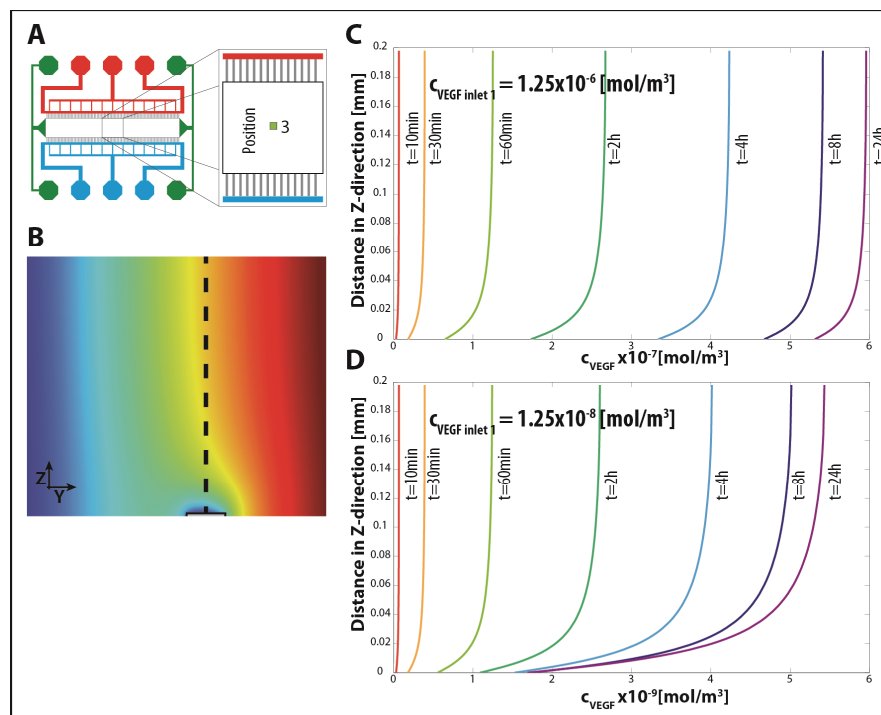 A
Position
3
B
Z
Y
C
Distance in Z-direction [mm]
0.2
0.18
0.16
0.14
0.12
0.1
0.08
0.06
0.04
0.02
0
c VEGF inlet 1 = 1.25x10-6 [mol/m3]
t=10min
t=30min
t=60min
t=2h
t=4h
t=8h
t=24h
0 1 2 3 4 5 6
c VEGF x10-7[mol/m3]
D
Distance in Z-direction [mm]
0.2
0.18
0.16
0.14
0.12
0.1
0.08
0.06
0.04
0.02
0
c VEGF inlet 1 = 1.25x10-8 [mol/m3]
t=10min
t=30min
t=60min
t=2h
t=4h
t=8h
t=24h
0 1 2 3 4 5 6
c VEGF x10-9[mol/m3]